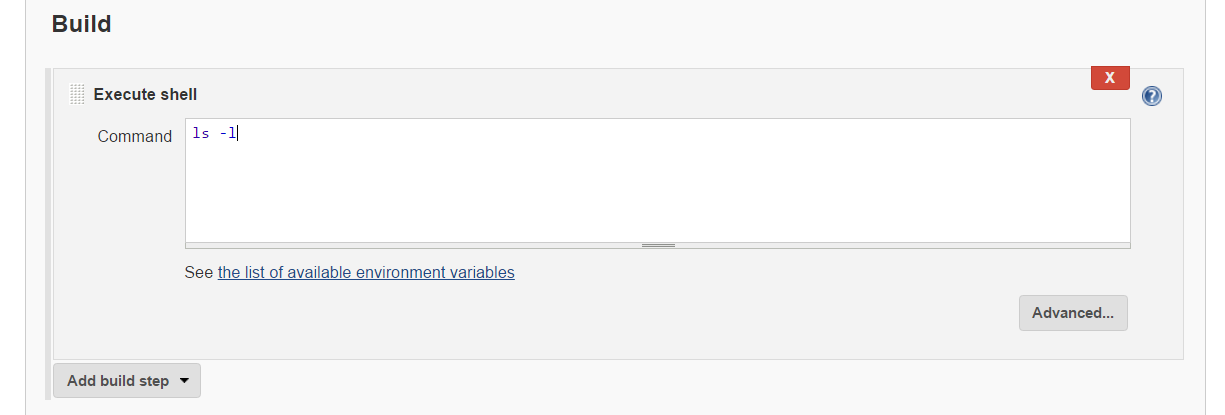 Build
X
Execute shell
?
Command ls -l
See the list of available environment variables
Advanced...
Add build step